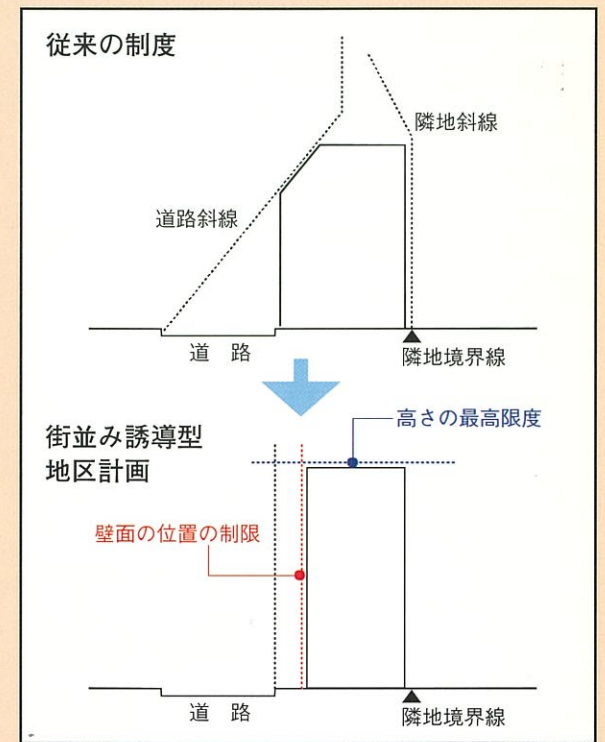 従来の制度
隣地斜線
道路斜線
道 路
隣地境界線
街並み誘導型
地区計画
高さの最高限度
壁面の位置の制限
道 路
隣地境界線